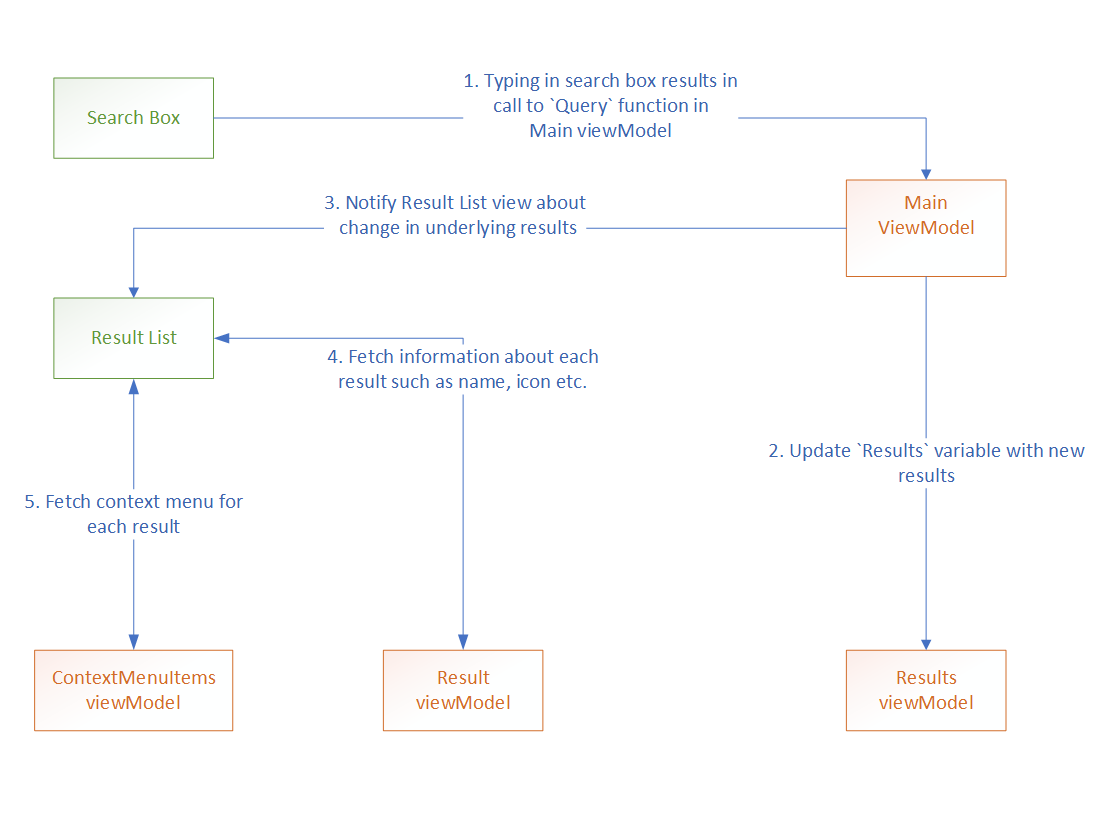 1. Typing in search box results in
call to `Query` function in
Main viewModel
Search Box
3. Notify Result List view about
change in underlying results
Main
ViewModel
Result List
4. Fetch information about each
result such as name, icon etc.
2. Update `Results` variable with new
results
5. Fetch context menu for
each result
ContextMenuItems
viewModel
Result
viewModel
Results
viewModel